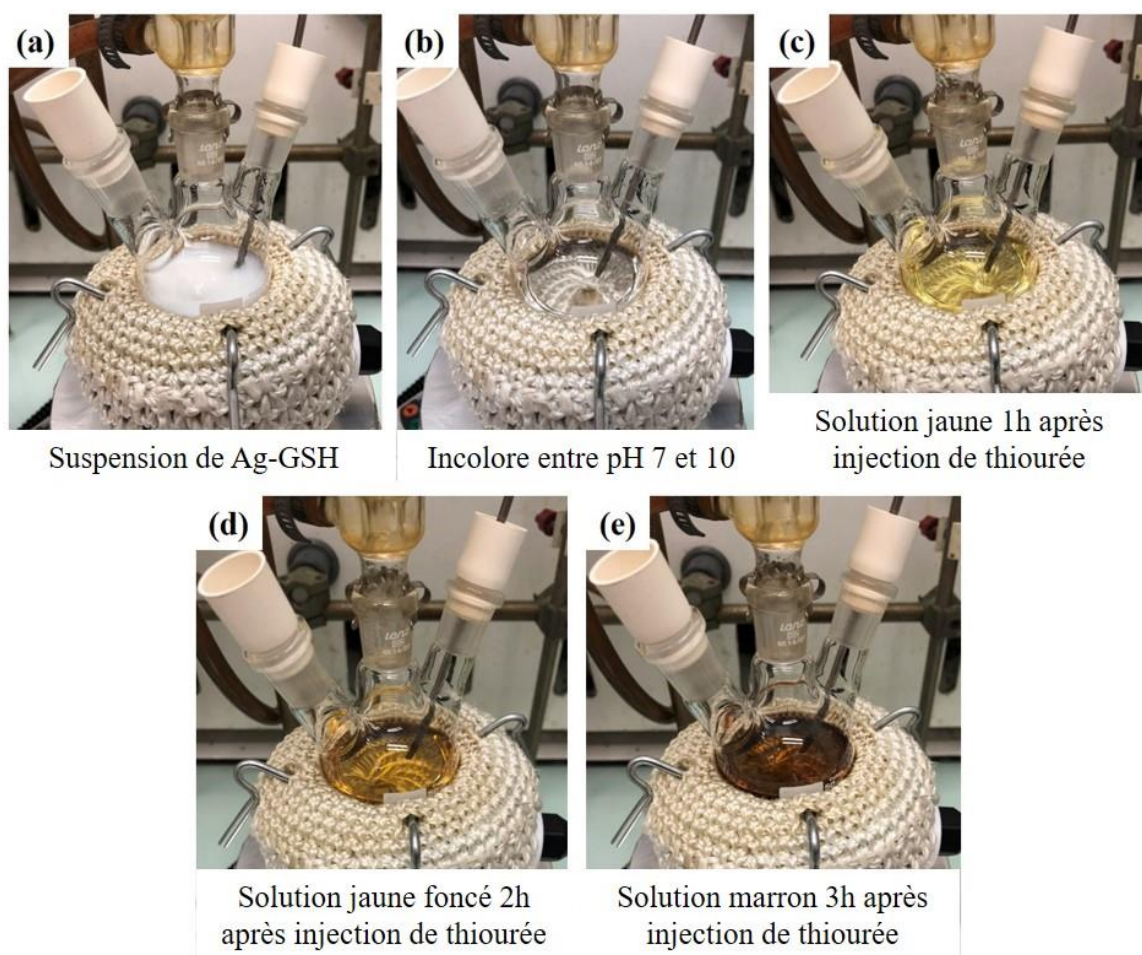 (a)
(b)
(c)
Suspension de Ag-GSH
Incolore entre pH 7 et 10
Solution jaune 1h après
injection de thiourée
(d)
(e)
Solution jaune foncé 2h
après injection de thiourée
Solution marron 3h après
injection de thiourée